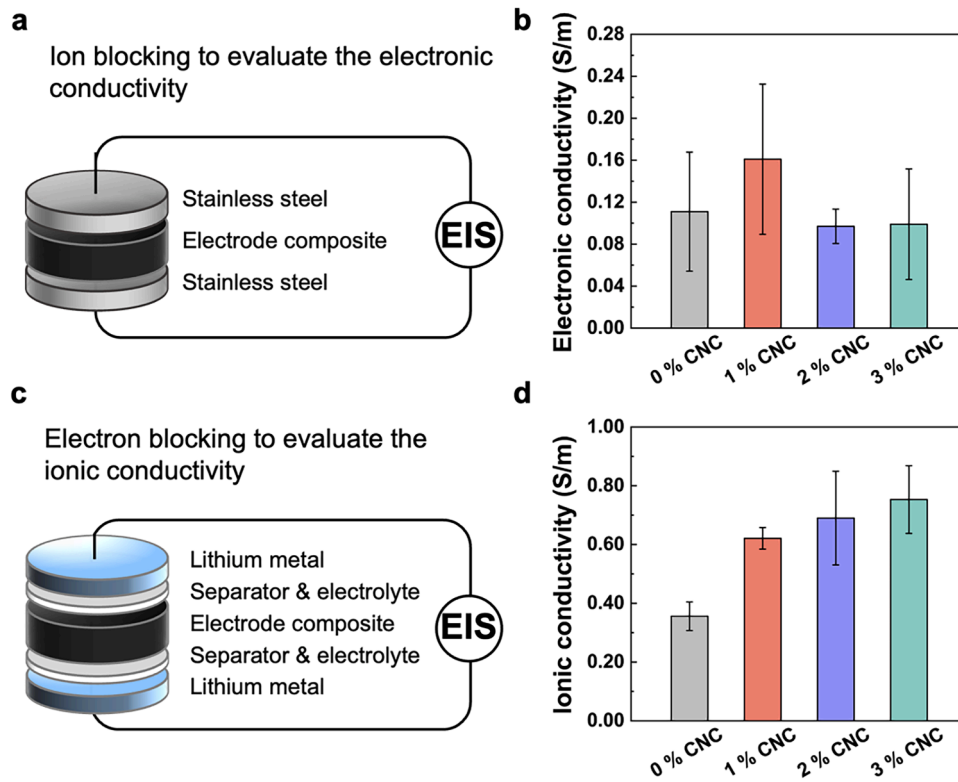 a
Ion blocking to evaluate the electronic
conductivity
Stainless steel
Electrode composite
Stainless steel
EIS
b
Electronic conductivity (S/m)
0.28
0.24
0.20
0.16
0.12
0.08
0.04
0.00
0 % CNC
1 % CNC
2 % CNC
3 % CNC
c
Electron blocking to evaluate the
ionic conductivity
Lithium metal
Separator & electrolyte
Electrode composite
Separator & electrolyte
Lithium metal
EIS
d
Ionic conductivity (S/m)
1.00
0.80
0.60
0.40
0.20
0.00
0 % CNC
1 % CNC
2 % CNC
3 % CNC